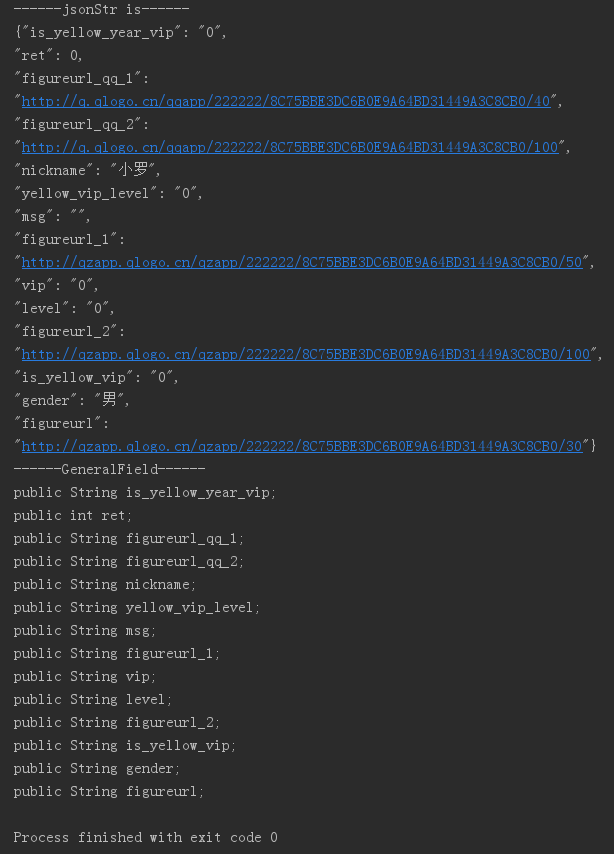 ------jsonStr is------
{"is_yellow_year_vip": "0",
"ret": 0,
"figureurl_qq_1":
"http://q.qlogo.cn/qqapp/222222/8C75BBE3DC6B0E9A64BD31449A3C8CB0/40",
"figureurl_qq_2":
"http://q.qlogo.cn/qqapp/222222/8C75BBE3DC6B0E9A64BD31449A3C8CB0/100",
"nickname": "小罗",
"yellow_vip_level": "0",
"msg": "",
"figureurl_1":
"http://qzapp.qlogo.cn/qzapp/222222/8C75BBE3DC6B0E9A64BD31449A3C8CB0/50",
"vip": "0",
"level": "0",
"figureurl_2":
"http://qzapp.qlogo.cn/qzapp/222222/8C75BBE3DC6B0E9A64BD31449A3C8CB0/100",
"is_yellow_vip": "0",
"gender": "男",
"figureurl":
"http://qzapp.qlogo.cn/qzapp/222222/8C75BBE3DC6B0E9A64BD31449A3C8CB0/30"}
------GeneralField------
public String is_yellow_year_vip;
public int ret;
public String figureurl_qq_1;
public String figureurl_qq_2;
public String nickname;
public String yellow_vip_level;
public String msg;
public String figureurl_1;
public String vip;
public String level;
public String figureurl_2;
public String is_yellow_vip;
public String gender;
public String figureurl;
Process finished with exit code 0